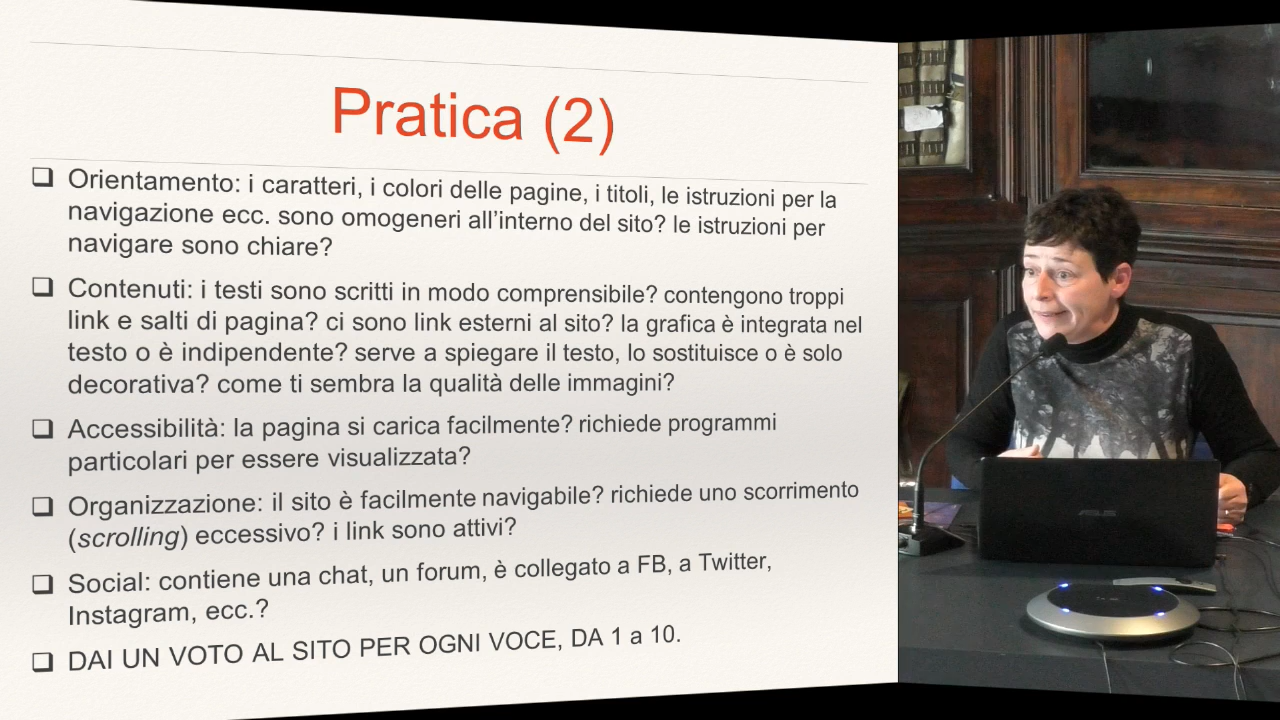 Pratica (2)
Orientamento: i caratteri, i colori delle pagine, i titoli, le istruzioni per la
navigazione ecc. sono omogeneri all'interno del sito? le istruzioni per
navigare sono chiare?
Contenuti: i testi sono scritti in modo comprensibile? contengono troppi
link e salti di pagina? ci sono link esterni al sito? la grafica è integrata nel
testo o è indipendente? serve a spiegare il testo, lo sostituisce o è solo
decorativa? come ti sembra la qualità delle immagini?
Accessibilità: la pagina si carica facilmente? richiede programmi
particolari per essere visualizzata?
Organizzazione: il sito è facilmente navigabile? richiede uno scorrimento
(scrolling) eccessivo? i link sono attivi?
Social: contiene una chat, un forum, è collegato a FB, a Twitter,
Instagram, ecc.?
DAI UN VOTO AL SITO PER OGNI VOCE, DA 1 a 10.
ASUS